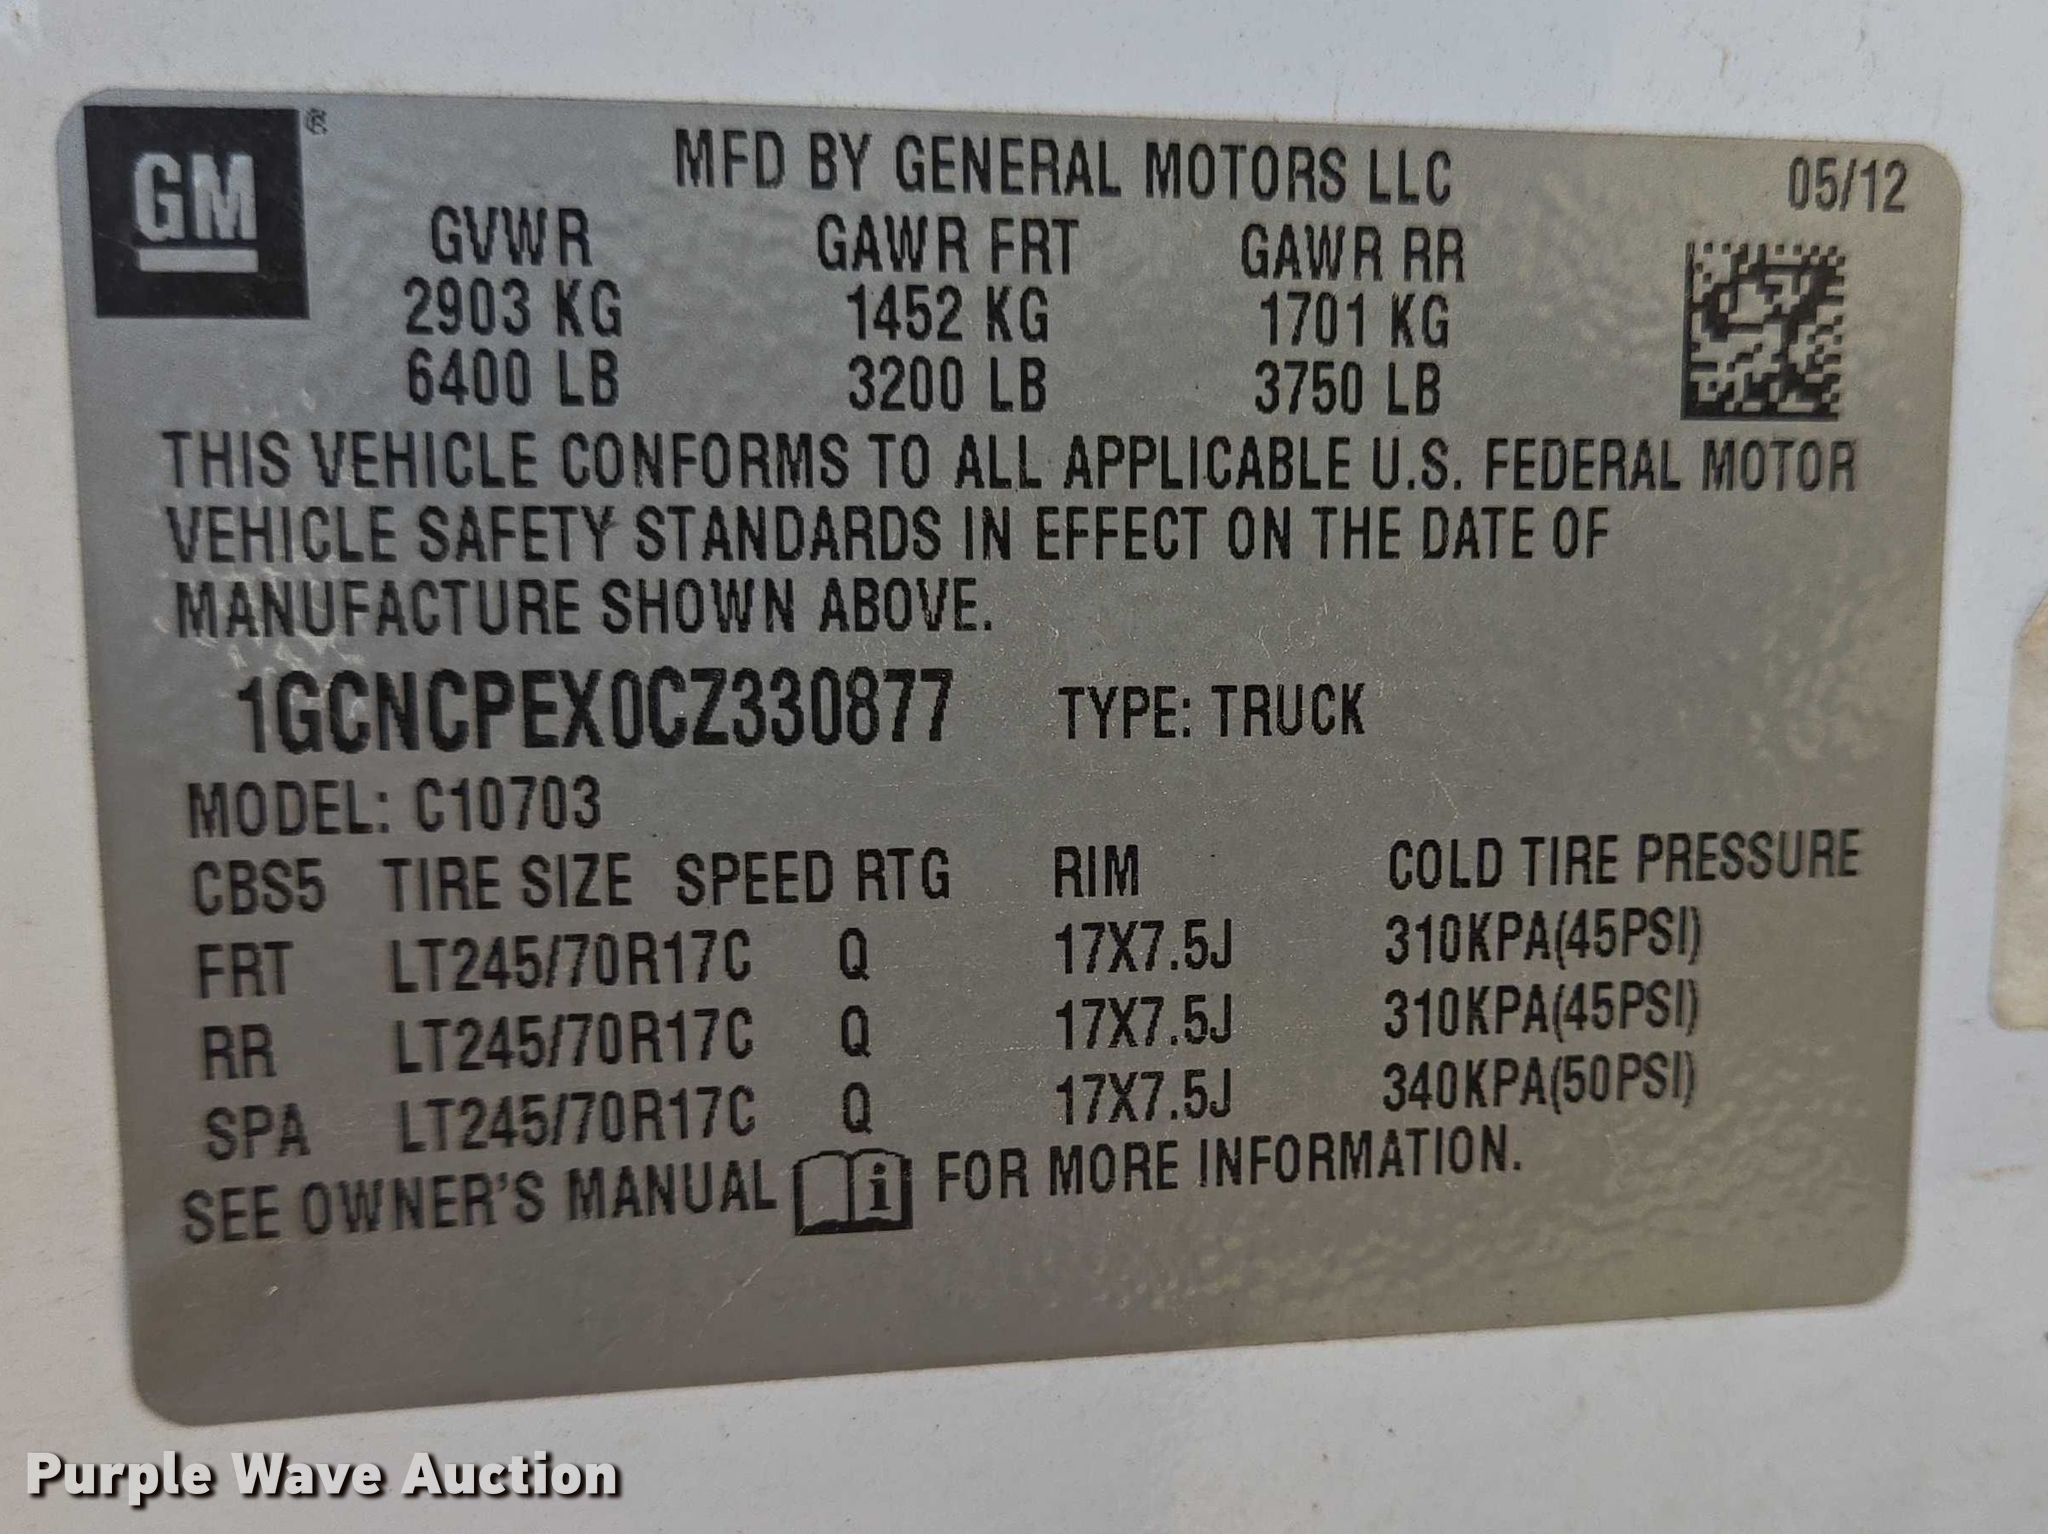 GM ®
MFD BY GENERAL MOTORS LLC 05/12
GVWR GAWR FRT GAWR RR
2903 KG 1452 KG 1701 KG
6400 LB 3200 LB 3750 LB
THIS VEHICLE CONFORMS TO ALL APPLICABLE U.S. FEDERAL MOTOR
VEHICLE SAFETY STANDARDS IN EFFECT ON THE DATE OF
MANUFACTURE SHOWN ABOVE.
1GCNCPEX0CZ330877 TYPE: TRUCK
MODEL: C10703
CBS5 TIRE SIZE SPEED RTG RIM COLD TIRE PRESSURE
FRT LT245/70R17C Q 17X7.5J 310KPA(45PSI)
RR LT245/70R17C Q 17X7.5J 310KPA(45PSI)
SPA LT245/70R17C Q 17X7.5J 340KPA(50PSI)
SEE OWNER'S MANUAL i FOR MORE INFORMATION.
Purple Wave Auction